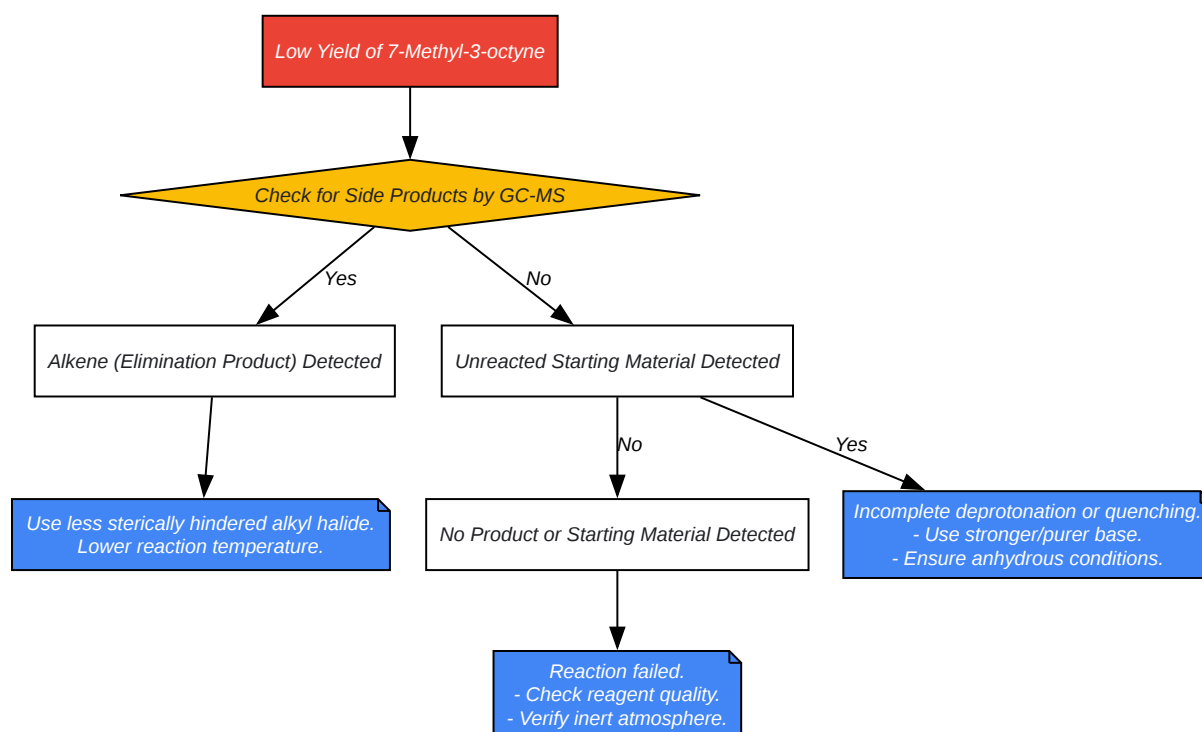 Low Yield of 7-Methyl-3-octyne
Check for Side Products by GC-MS
Yes
No
Alkene (Elimination Product) Detected
Unreacted Starting Material Detected
No
Yes
Use less sterically hindered alkyl halide.
Lower reaction temperature.
No Product or Starting Material Detected
Incomplete deprotonation or quenching.
- Use stronger/purer base.
- Ensure anhydrous conditions.
Reaction failed.
- Check reagent quality.
- Verify inert atmosphere.